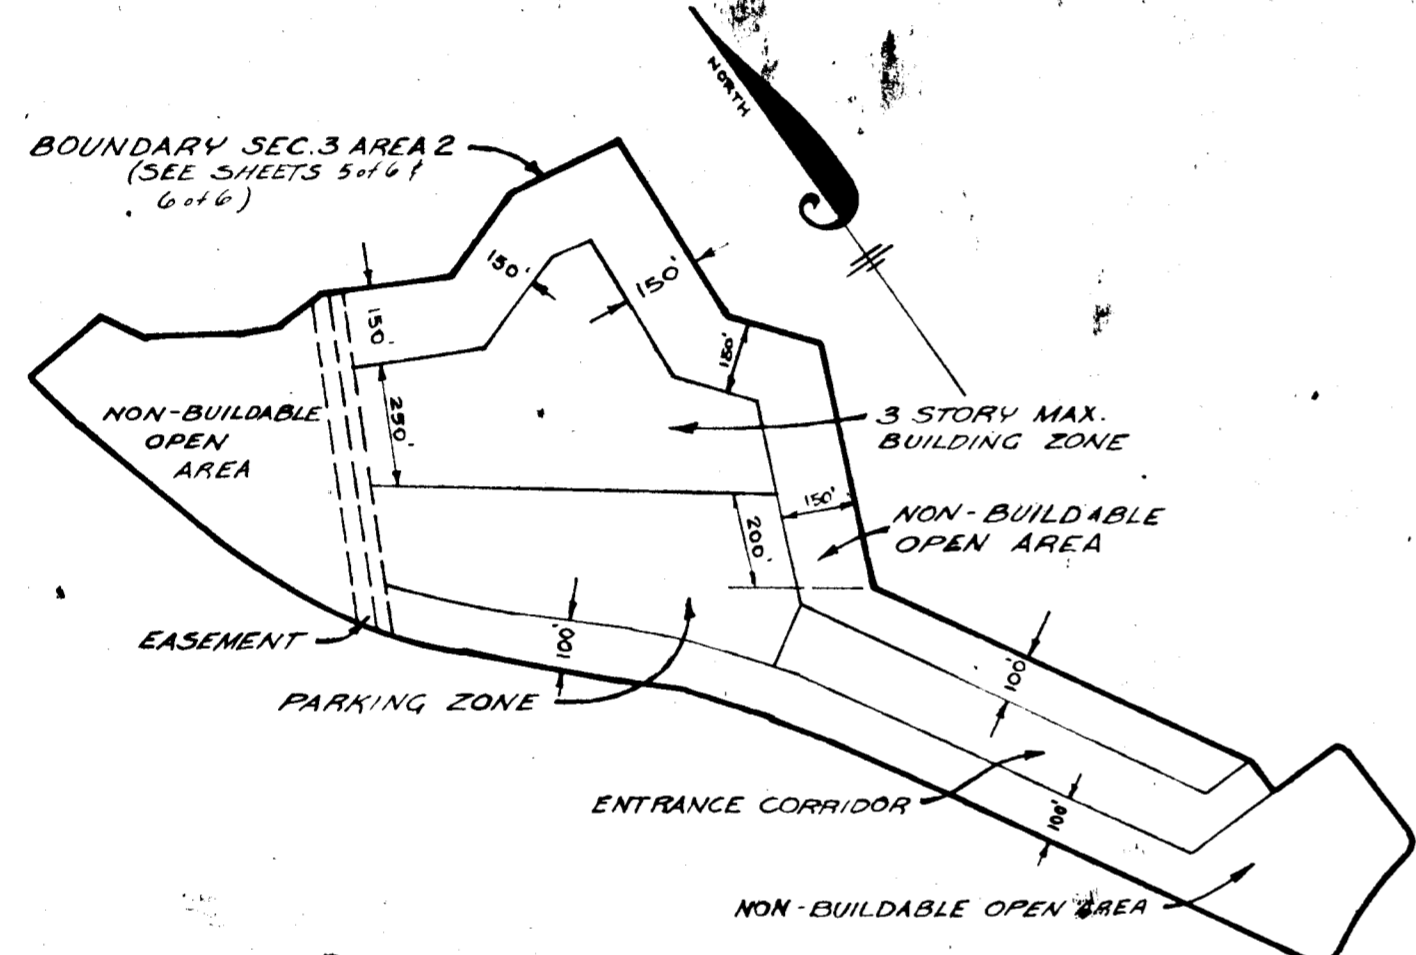 NORTH
BOUNDARY SEC. 3 AREA 2
(SEE SHEETS 5 of 6 &
6 of 6)
150'
150'
150'
150'
250'
NON-BUILDABLE
OPEN
AREA
3 STORY MAX.
BUILDING ZONE
150'
200'
NON-BUILDABLE
OPEN AREA
EASEMENT
100'
PARKING ZONE
100'
ENTRANCE CORRIDOR
100'
NON-BUILDABLE OPEN AREA